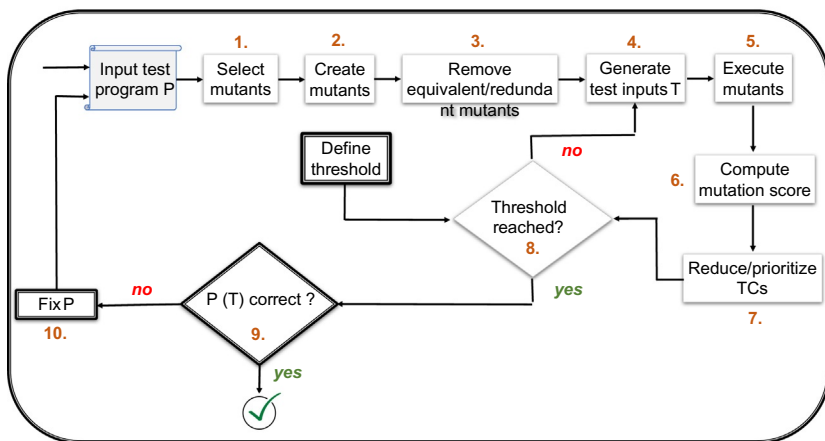 1.
2.
3.
4.
5.
Input test
program P
Select
mutants
Create
mutants
Remove
equivalent/redunda
nt mutants
Generate
test inputs T
Execute
mutants
Define
threshold
no
6.
Compute
mutation score
Threshold
reached?
8.
yes
Reduce/prioritize
TCs
7.
P (T) correct ?
9.
no
Fix P
10.
yes